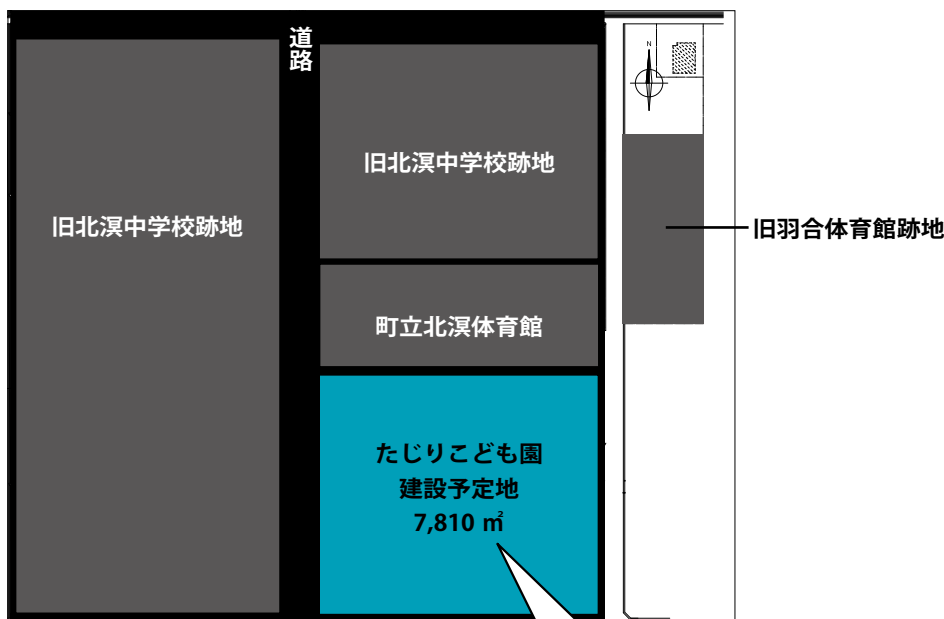 道路
N
旧北溟中学校跡地
旧北溟中学校跡地
旧羽合体育館跡地
町立北溟体育館
たじりこども園
建設予定地
7,810 ㎡